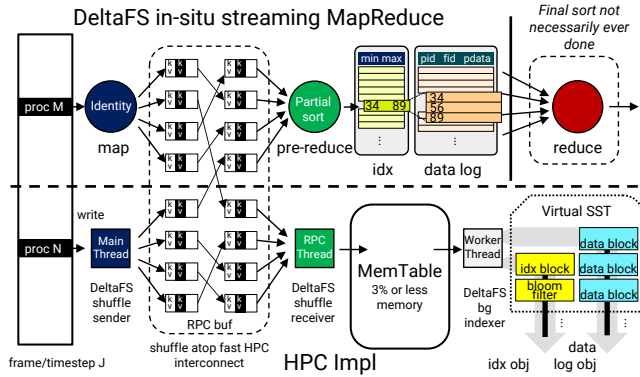 DeltaFS in-situ streaming MapReduce
Final sort not
necessarily ever
done
k k
v v
k k
v v
k k
v v
k k
v v
k k
v v
k k
v v
k k
v v
k k
v v
min max
pid fid pdata
proc M
Identity
Partial
sort
34 89
34
56
89
map
pre-reduce
idx
data log
reduce
k k
v v
k k
v v
k k
v v
k k
v v
k k
v v
k k
v v
k k
v v
k k
v v
write
proc N
Main
Thread
RPC
Thread
MemTable
3% or less
memory
Worker
Thread
Virtual SST
data block
idx block
data block
bloom
filter
data block
DeltaFS
shuffle
sender
DeltaFS
shuffle
receiver
DeltaFS
bg
indexer
RPC buf
shuffle atop fast HPC
interconnect
frame/timestep J
HPC Impl
idx obj
data
log obj